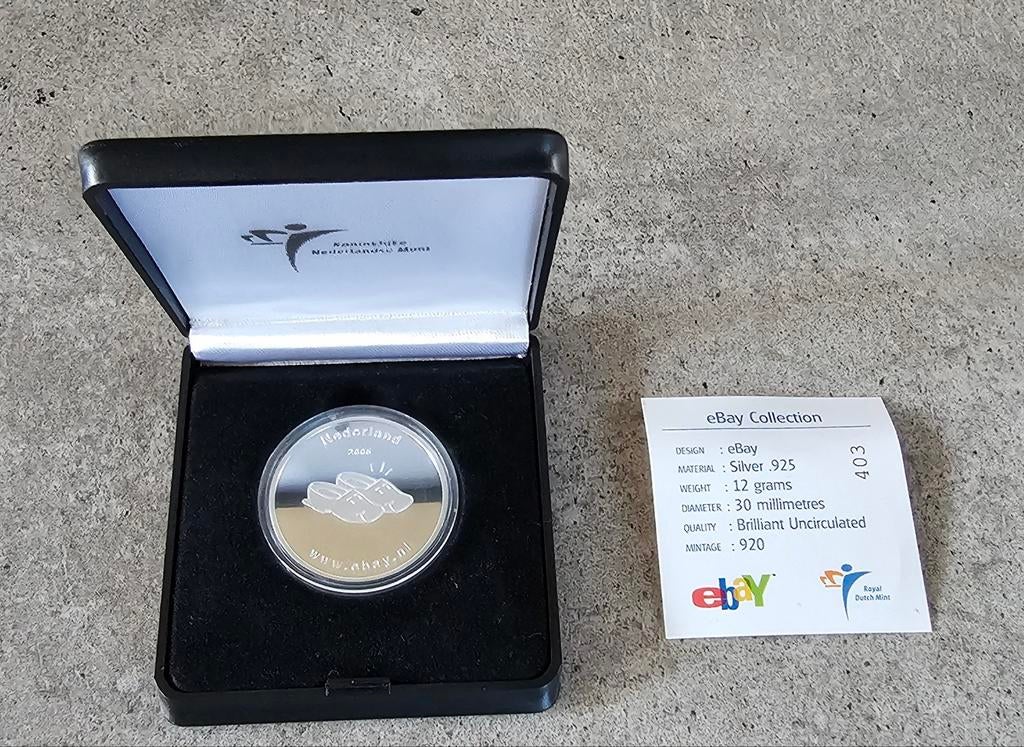 Koninklijke
Nederlandse Munt
Nederland
2006
www.ebay.nl
eBay Collection
DESIGN : eBay
MATERIAL : Silver .925
WEIGHT : 12 grams
DIAMETER : 30 millimetres
QUALITY : Brilliant Uncirculated
MINTAGE : 920
403
ebaY
Royal
Dutch Mint